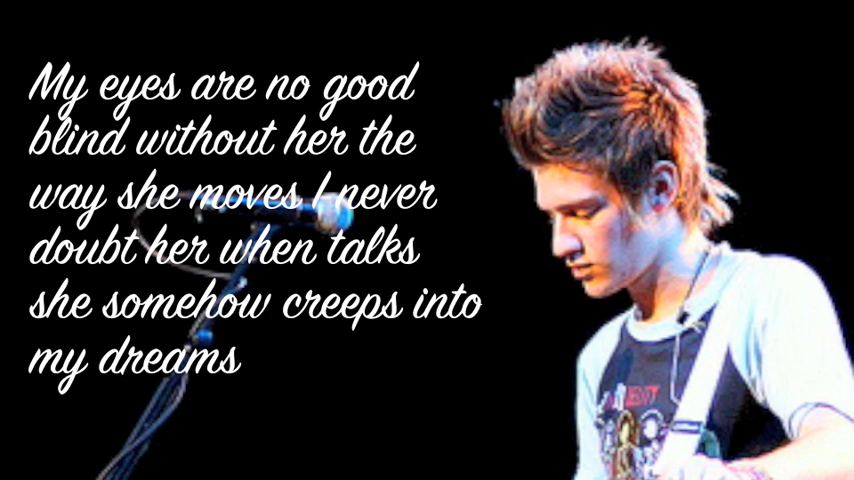 My eyes are no good
blind without her the
way she moves I never
doubt her when talks
she somehow creeps into
my dreams